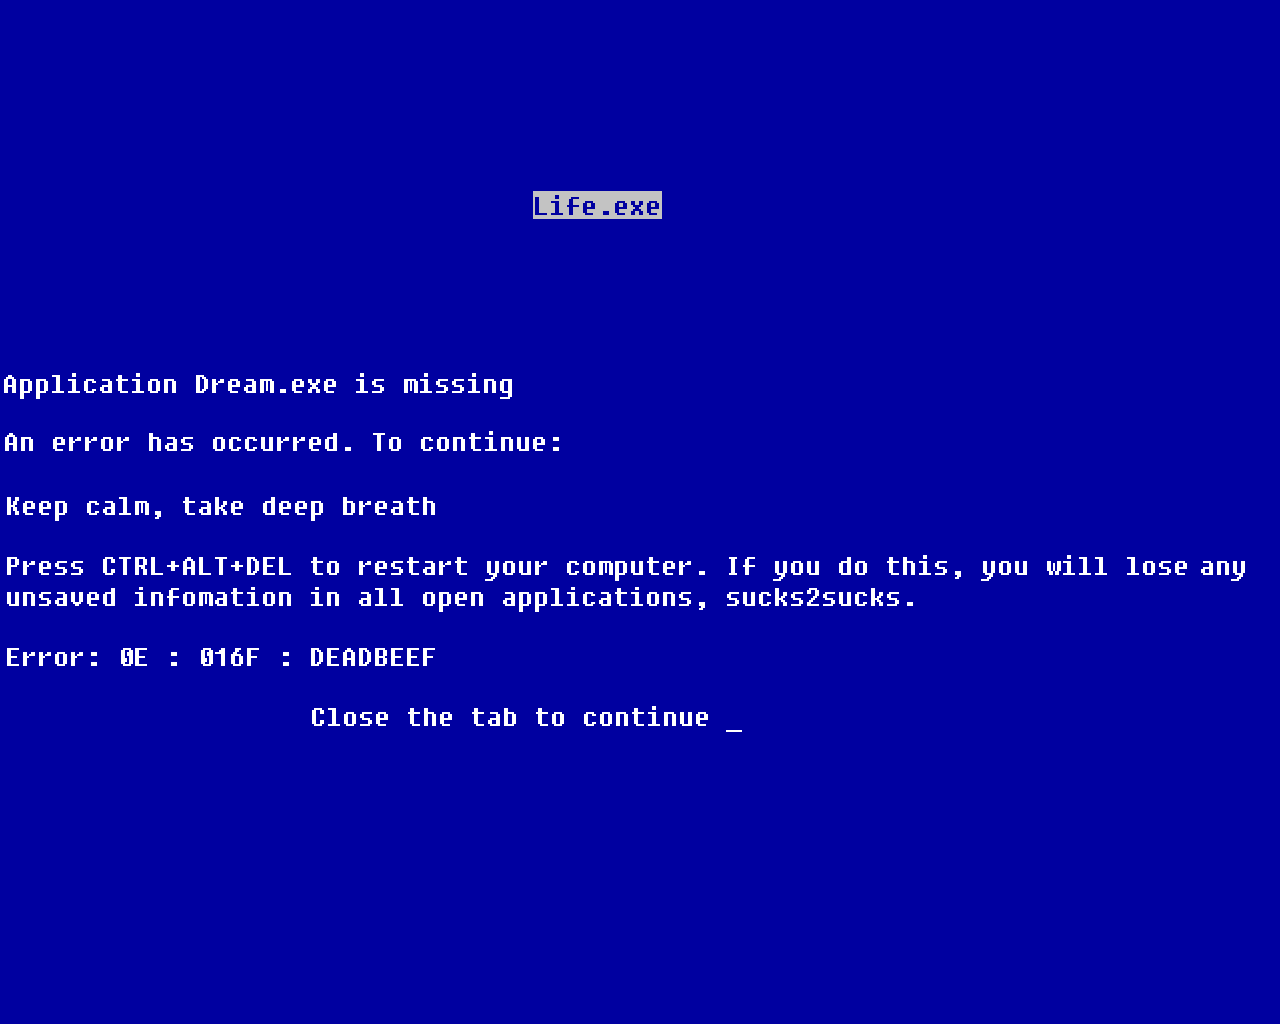 Life.exe
Application Dream.exe is missing
An error has occurred. To continue:
Keep calm, take deep breath
Press CTRL+ALT+DEL to restart your computer. If you do this, you will lose any
unsaved infomation in all open applications, sucks2sucks.
Error: 0E : 016F : DEADBEEF
Close the tab to continue _